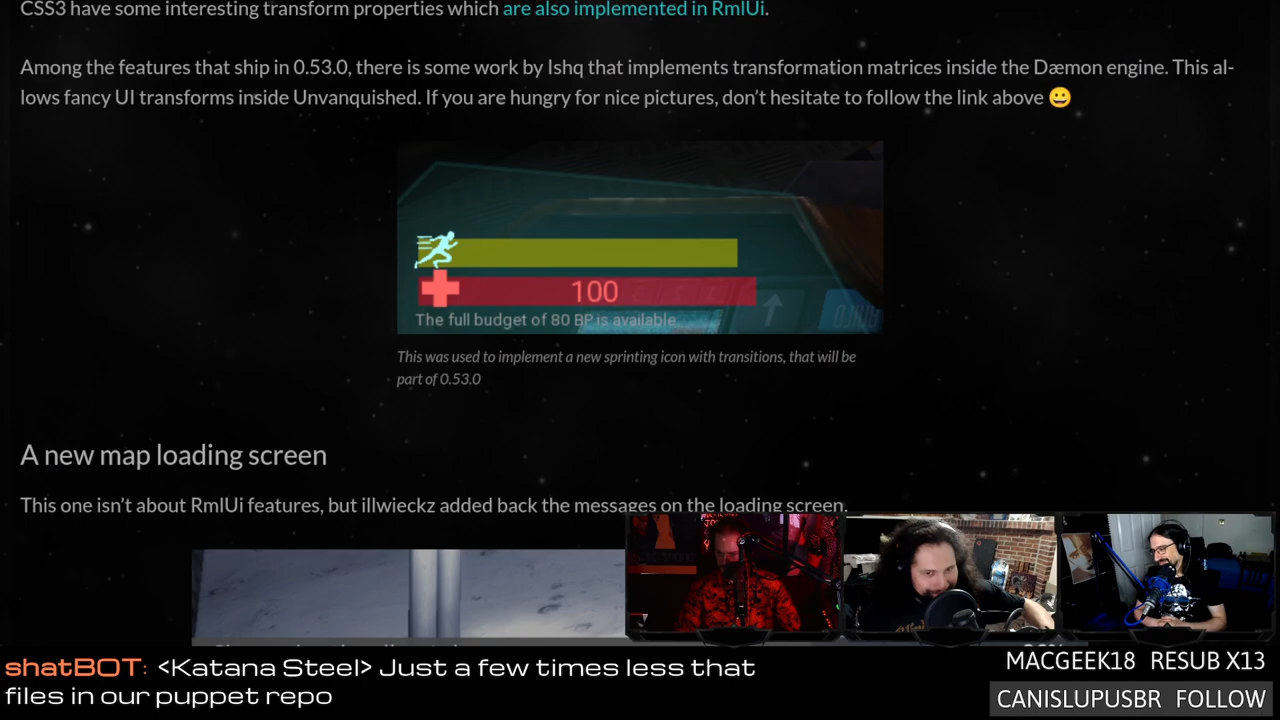 CSS3 have some interesting transform properties which are also implemented in RmlUi.
Among the features that ship in 0.53.0, there is some work by Ishq that implements transformation matrices inside the Dæmon engine. This al-
lows fancy UI transforms inside Unvanquished. If you are hungry for nice pictures, don't hesitate to follow the link above 😀
100
The full budget of 80 BP is available
BUILD
This was used to implement a new sprinting icon with transitions, that will be
part of 0.53.0
A new map loading screen
This one isn't about RmlUi features, but illwieckz added back the messages on the loading screen.
shatBOT: <Katana Steel> Just a few times less that
files in our puppet repo
MACGEEK18 RESUB X13
CANISLUPUSBR FOLLOW